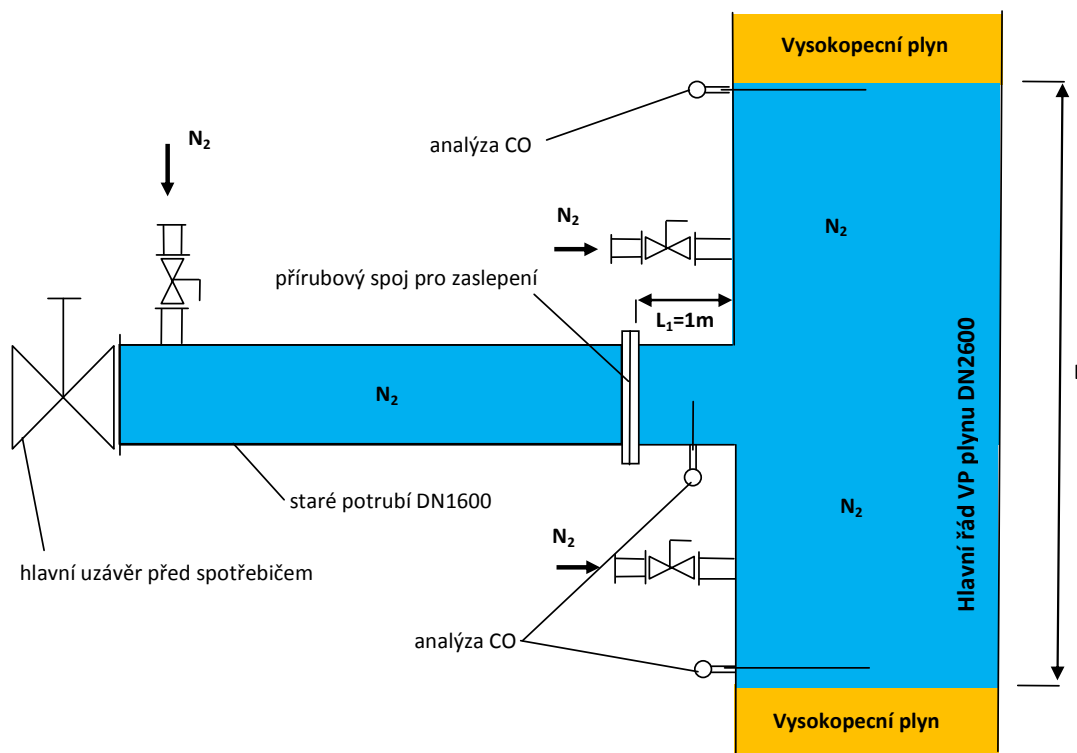 Vysokopecní plyn
analýza CO
N₂
N₂
N₂
přírubový spoj pro zaslepení
L₁=1m
N₂
staré potrubí DN1600
N₂
Hlavní řád VP plynu DN2600
N₂
hlavní uzávěr před spotřebičem
analýza CO
Vysokopecní plyn